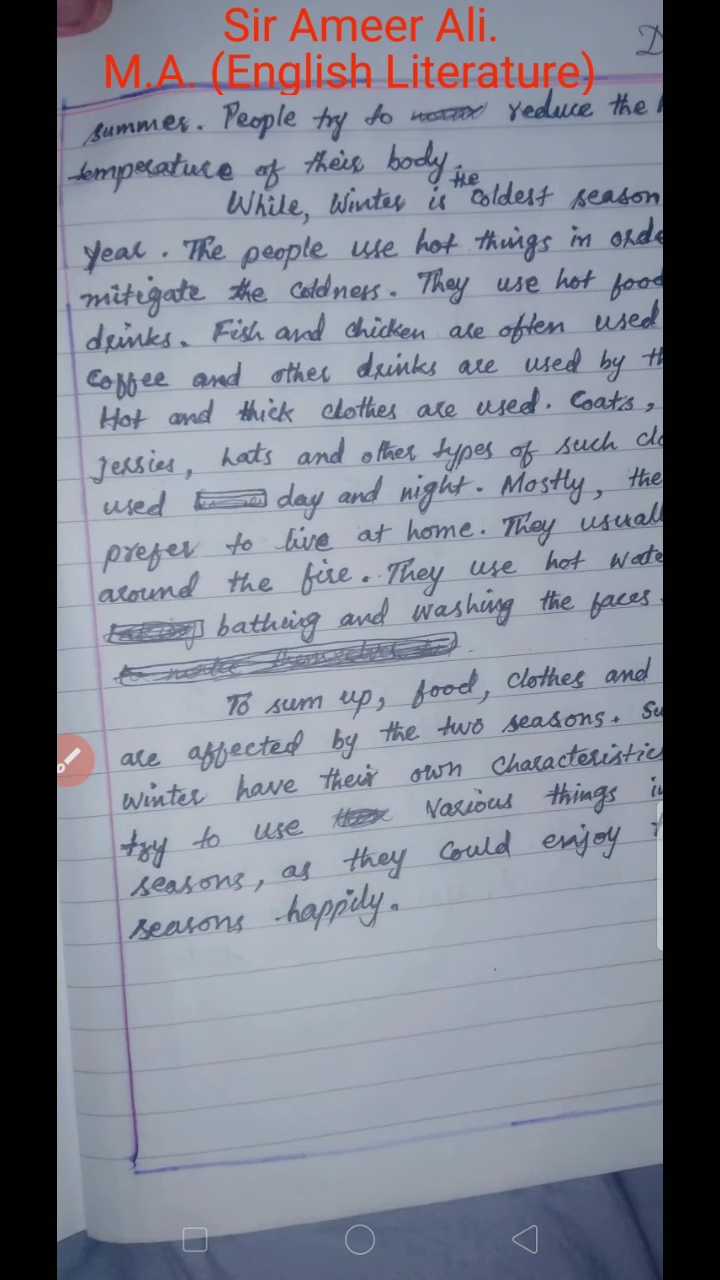 Sir Ameer Ali.
M.A. (English Literature)
D
summer. People try to reduce the
temperature of their body.
While, Winter is the coldest season
year. The people use hot things in orde
mitigate the coldness. They use hot food
drinks. Fish and chicken are often used
Coffee and other drinks are used by th
Hot and thick clothes are used. Coats,
Jersies, hats and other types of such clo
used day and night. Mostly, the
prefer to live at home. They usuall
around the fire. They use hot wate
bathing and washing the faces.
To sum up, food, clothes and
are affected by the two seasons. Su
winter have their own characteristic
try to use various things i
seasons, as they could enjoy t
seasons happily.